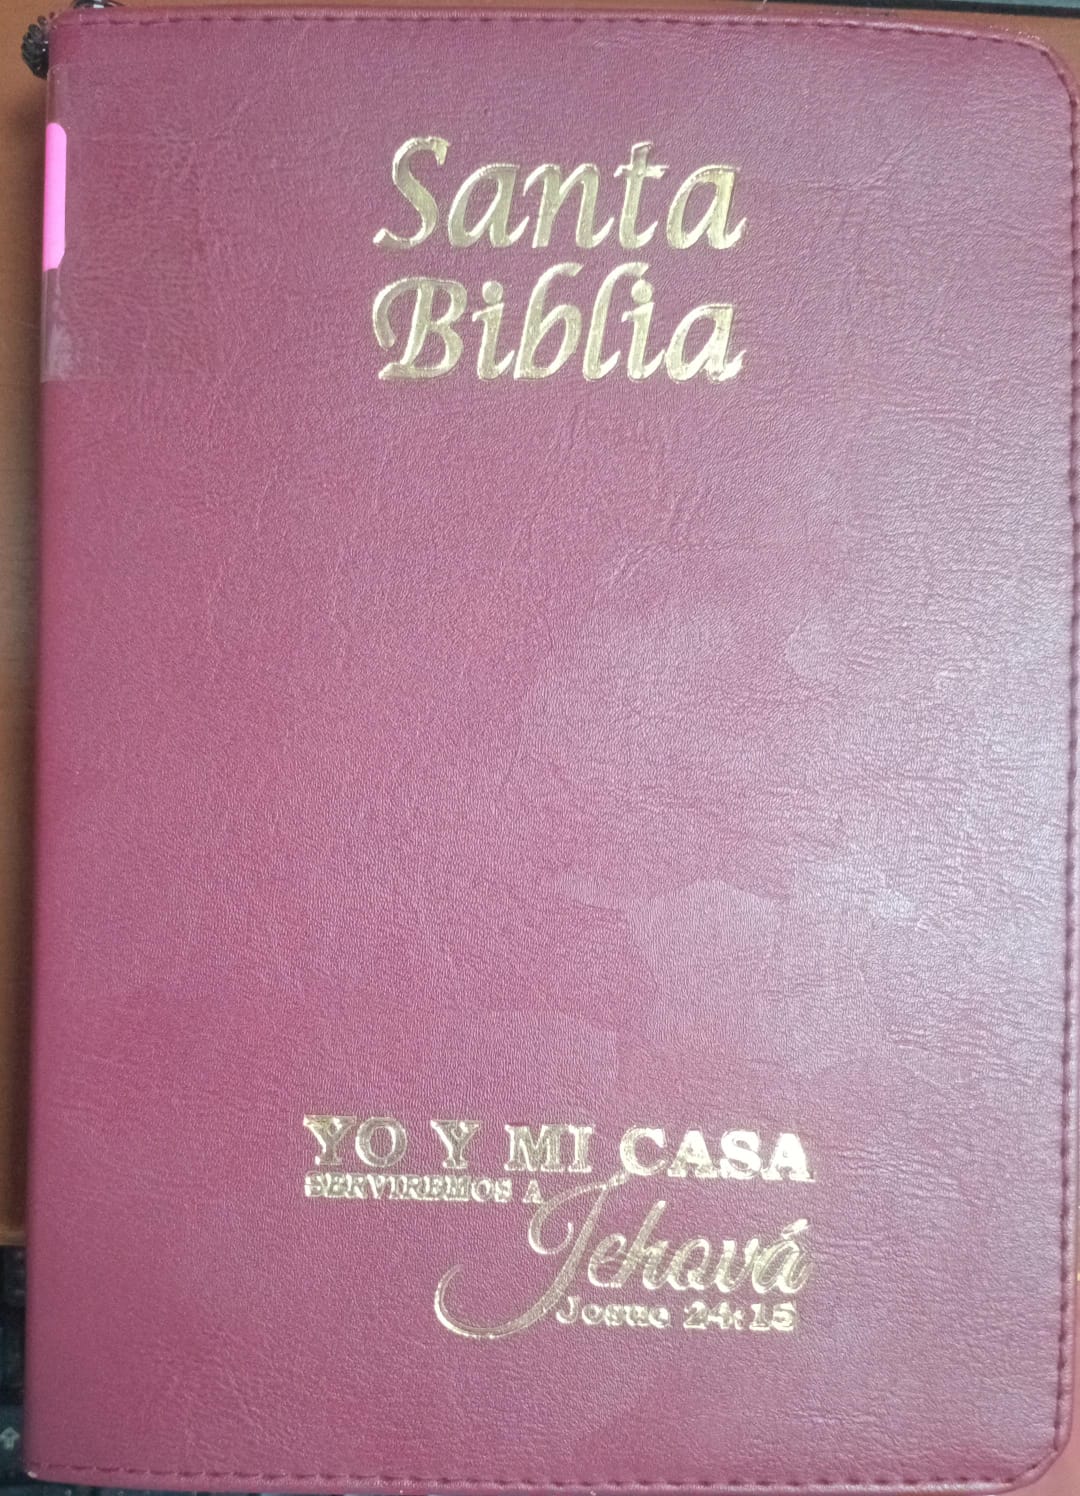 Santa
Biblia
YO Y MI CASA
SERVIREMOS A
Jehová
Josue 24:15